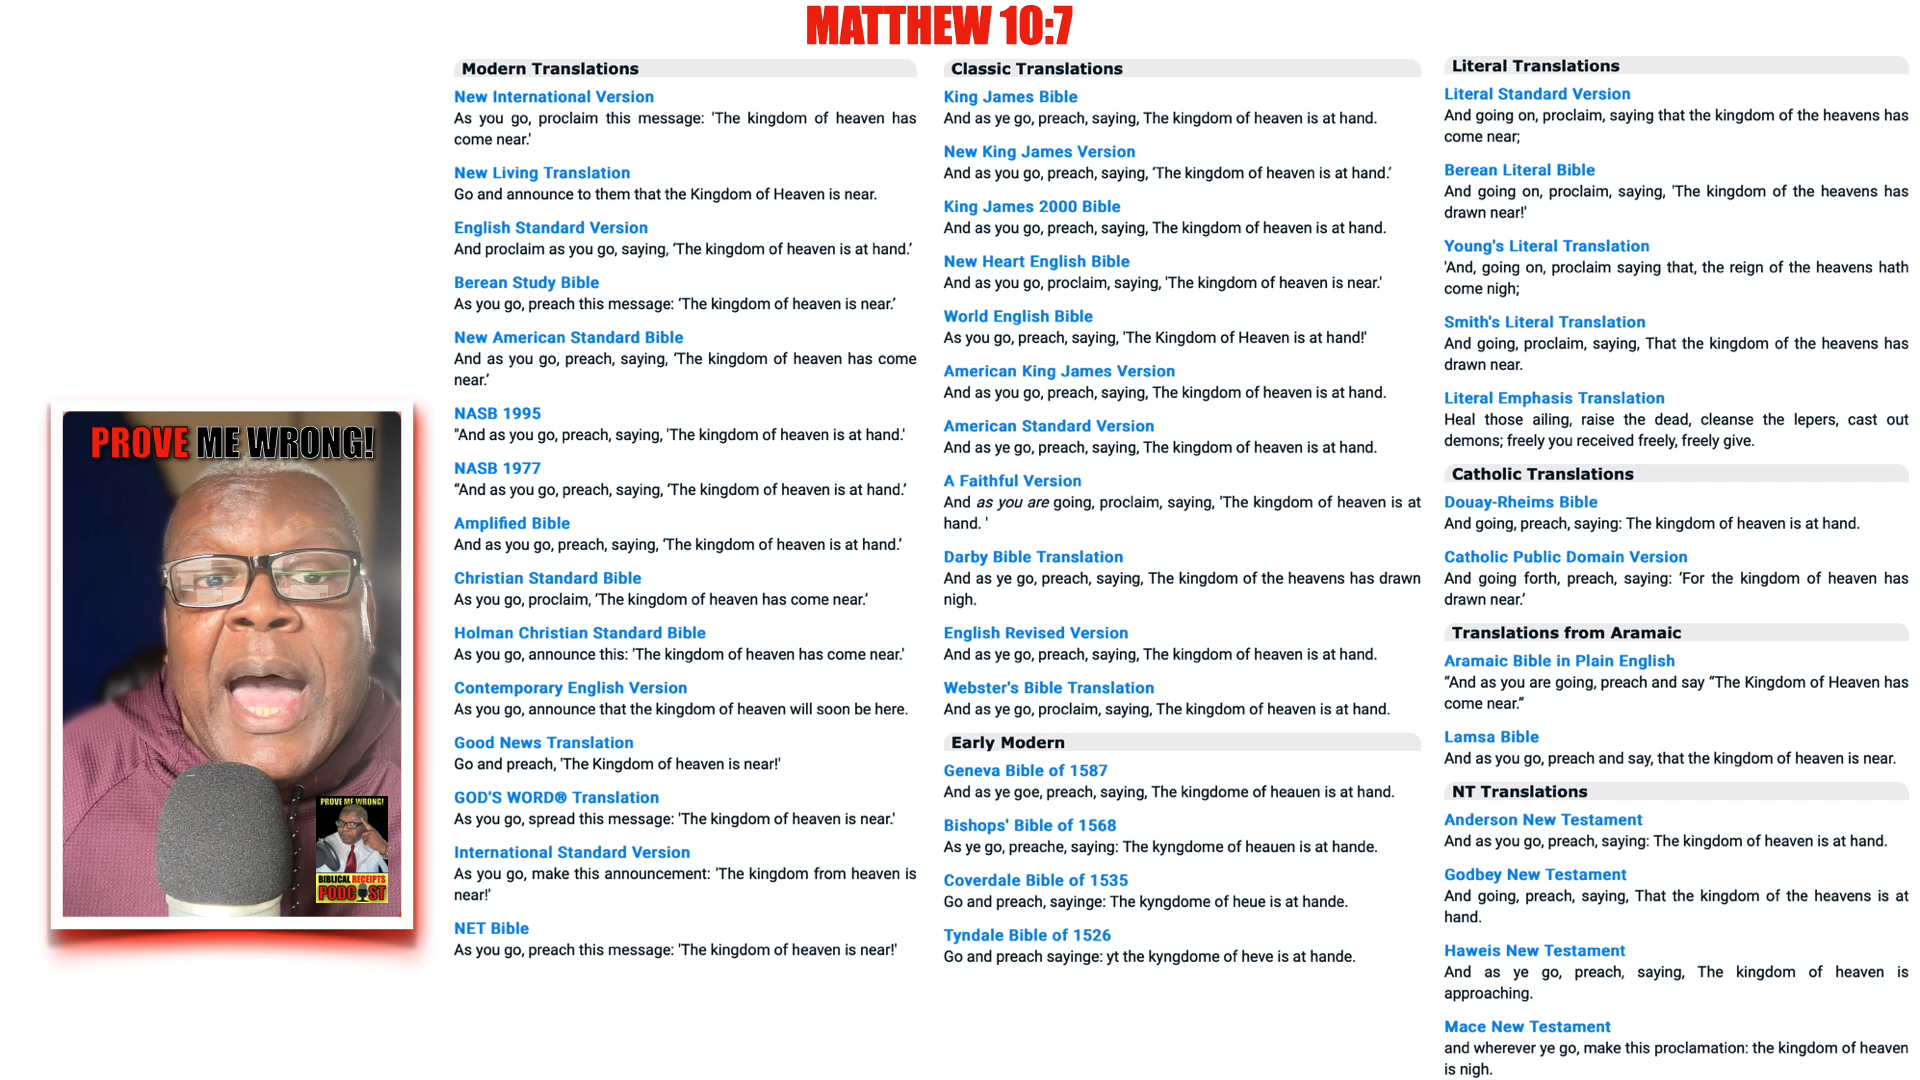 MATTHEW 10:7
PROVE ME WRONG!
PROVE ME WRONG!
BIBLICAL RECEIPTS
PODCAST
Modern Translations
New International Version
As you go, proclaim this message: 'The kingdom of heaven has
come near.'
New Living Translation
Go and announce to them that the Kingdom of Heaven is near.
English Standard Version
And proclaim as you go, saying, ‘The kingdom of heaven is at hand.’
Berean Study Bible
As you go, preach this message: ‘The kingdom of heaven is near.’
New American Standard Bible
And as you go, preach, saying, ‘The kingdom of heaven has come
near.’
NASB 1995
"And as you go, preach, saying, 'The kingdom of heaven is at hand.'
NASB 1977
“And as you go, preach, saying, ‘The kingdom of heaven is at hand.’
Amplified Bible
And as you go, preach, saying, ‘The kingdom of heaven is at hand.’
Christian Standard Bible
As you go, proclaim, ‘The kingdom of heaven has come near.’
Holman Christian Standard Bible
As you go, announce this: 'The kingdom of heaven has come near.'
Contemporary English Version
As you go, announce that the kingdom of heaven will soon be here.
Good News Translation
Go and preach, 'The Kingdom of heaven is near!'
GOD'S WORD® Translation
As you go, spread this message: 'The kingdom of heaven is near.'
International Standard Version
As you go, make this announcement: 'The kingdom from heaven is
near!'
NET Bible
As you go, preach this message: 'The kingdom of heaven is near!'
Classic Translations
King James Bible
And as ye go, preach, saying, The kingdom of heaven is at hand.
New King James Version
And as you go, preach, saying, ‘The kingdom of heaven is at hand.’
King James 2000 Bible
And as you go, preach, saying, The kingdom of heaven is at hand.
New Heart English Bible
And as you go, proclaim, saying, 'The kingdom of heaven is near.'
World English Bible
As you go, preach, saying, 'The Kingdom of Heaven is at hand!'
American King James Version
And as you go, preach, saying, The kingdom of heaven is at hand.
American Standard Version
And as ye go, preach, saying, The kingdom of heaven is at hand.
A Faithful Version
And as you are going, proclaim, saying, 'The kingdom of heaven is at
hand. '
Darby Bible Translation
And as ye go, preach, saying, The kingdom of the heavens has drawn
nigh.
English Revised Version
And as ye go, preach, saying, The kingdom of heaven is at hand.
Webster's Bible Translation
And as ye go, proclaim, saying, The kingdom of heaven is at hand.
Early Modern
Geneva Bible of 1587
And as ye goe, preach, saying, The kingdome of heauen is at hand.
Bishops' Bible of 1568
As ye go, preache, saying: The kyngdome of heauen is at hande.
Coverdale Bible of 1535
Go and preach, sayinge: The kyngdome of heue is at hande.
Tyndale Bible of 1526
Go and preach sayinge: yt the kyngdome of heve is at hande.
Literal Translations
Literal Standard Version
And going on, proclaim, saying that the kingdom of the heavens has
come near;
Berean Literal Bible
And going on, proclaim, saying, 'The kingdom of the heavens has
drawn near!'
Young's Literal Translation
'And, going on, proclaim saying that, the reign of the heavens hath
come nigh;
Smith's Literal Translation
And going, proclaim, saying, That the kingdom of the heavens has
drawn near.
Literal Emphasis Translation
Heal those ailing, raise the dead, cleanse the lepers, cast out
demons; freely you received freely, freely give.
Catholic Translations
Douay-Rheims Bible
And going, preach, saying: The kingdom of heaven is at hand.
Catholic Public Domain Version
And going forth, preach, saying: ‘For the kingdom of heaven has
drawn near.’
Translations from Aramaic
Aramaic Bible in Plain English
“And as you are going, preach and say “The Kingdom of Heaven has
come near.”
Lamsa Bible
And as you go, preach and say, that the kingdom of heaven is near.
NT Translations
Anderson New Testament
And as you go, preach, saying: The kingdom of heaven is at hand.
Godbey New Testament
And going, preach, saying, That the kingdom of the heavens is at
hand.
Haweis New Testament
And as ye go, preach, saying, The kingdom of heaven is
approaching.
Mace New Testament
and wherever ye go, make this proclamation: the kingdom of heaven
is nigh.